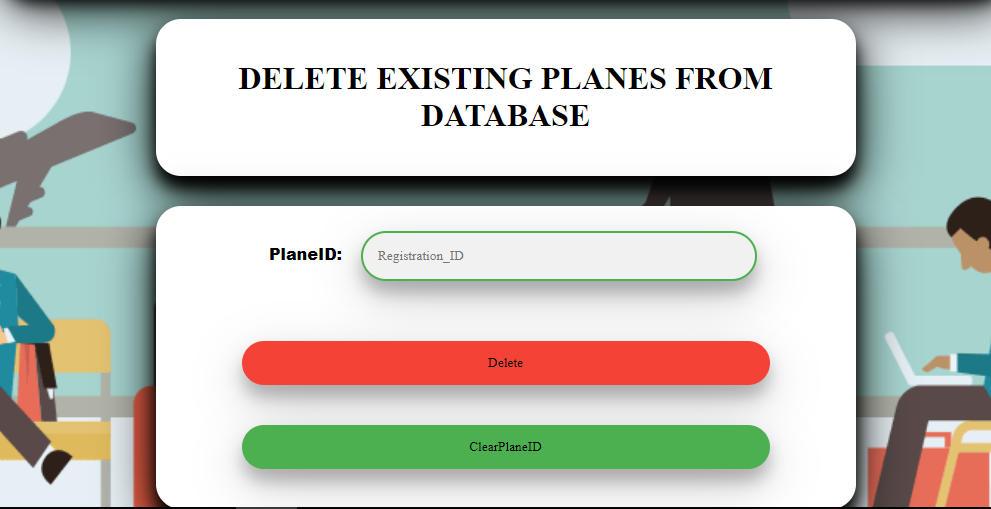 DELETE EXISTING PLANES FROM
DATABASE
PlaneID: Registration_ID
Delete
ClearPlaneID